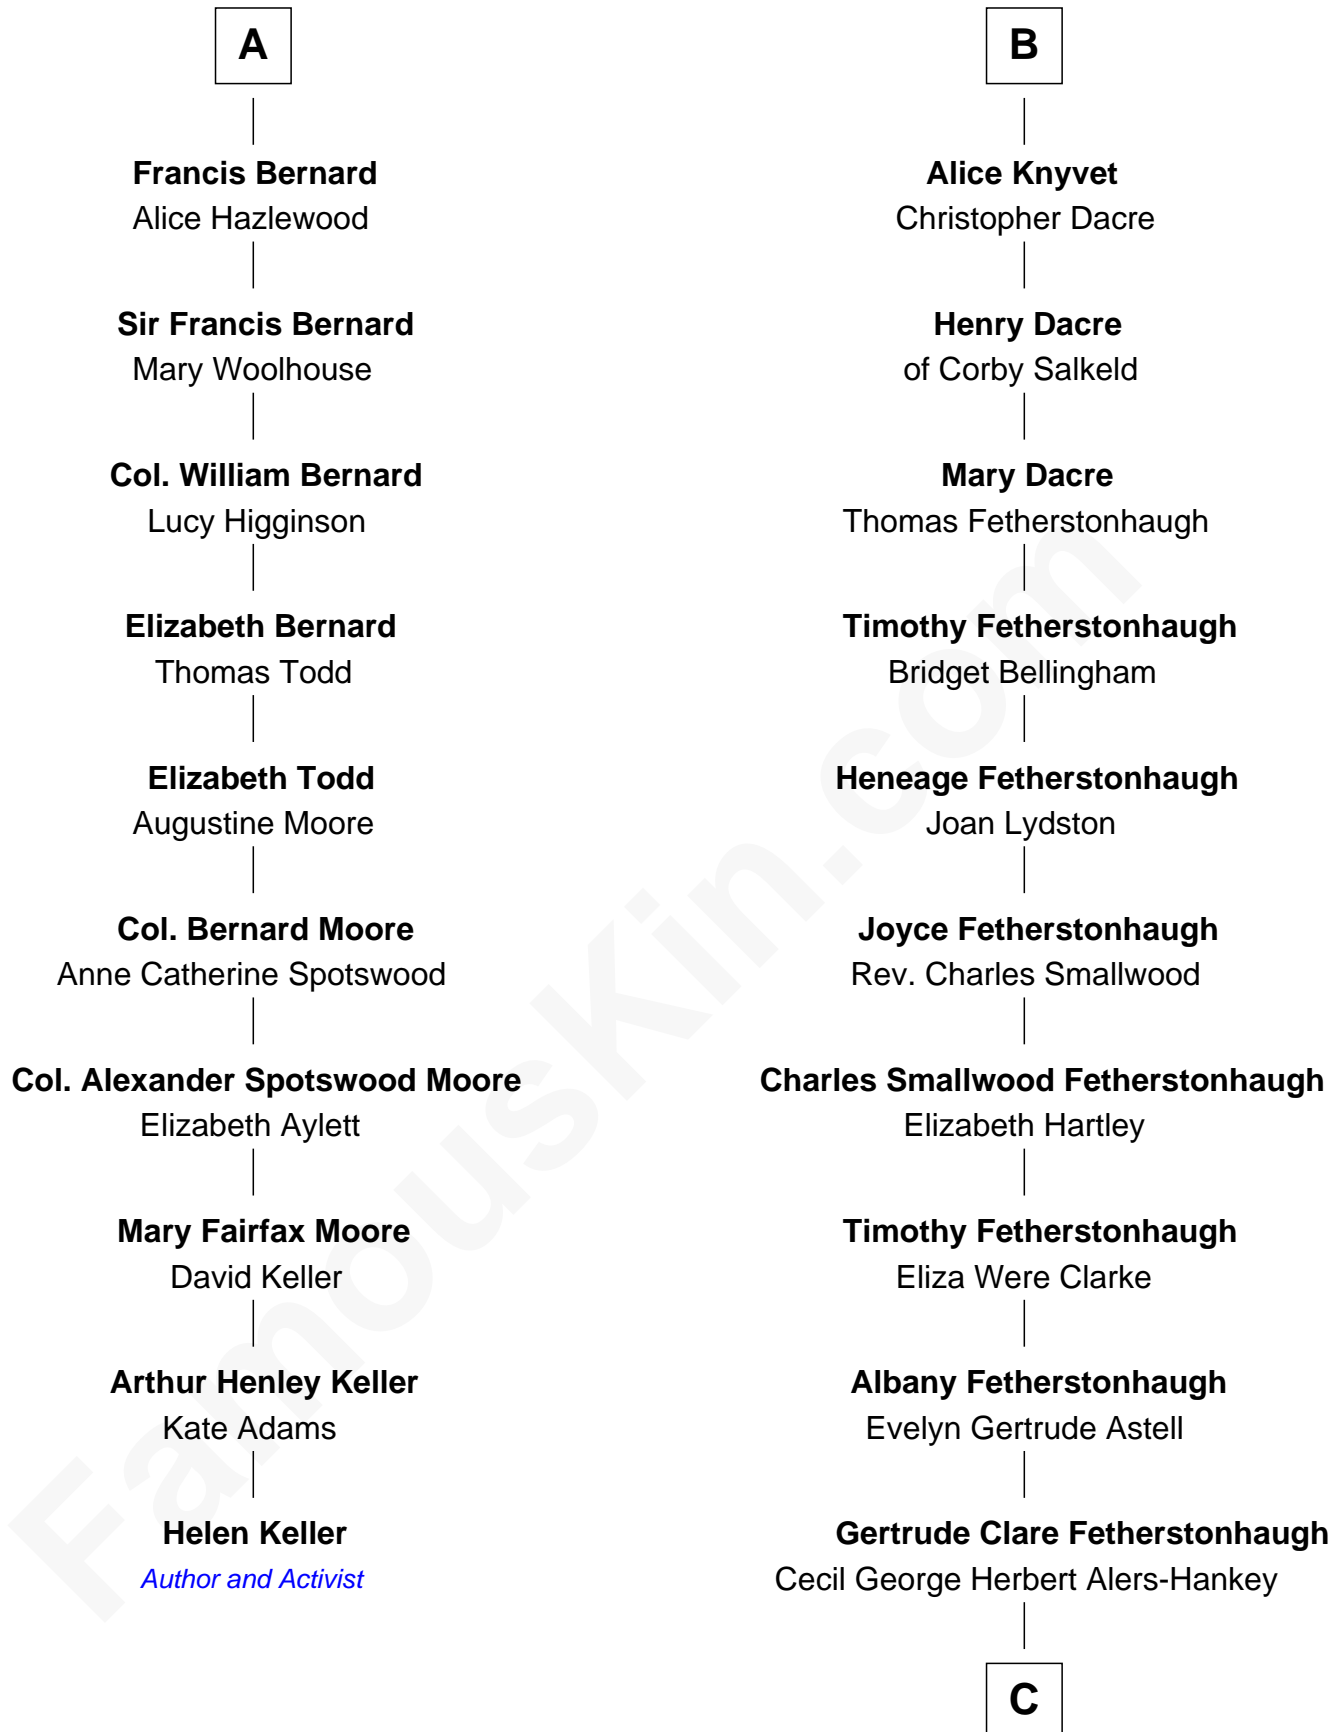 A
Francis Bernard
Alice Hazlewood
Sir Francis Bernard
Mary Woolhouse
Col. William Bernard
Lucy Higginson
Elizabeth Bernard
Thomas Todd
Elizabeth Todd
Augustine Moore
Col. Bernard Moore
Anne Catherine Spotswood
Col. Alexander Spotswood Moore
Elizabeth Aylett
Mary Fairfax Moore
David Keller
Arthur Henley Keller
Kate Adams
Helen Keller
Author and Activist
B
Alice Knyvet
Christopher Dacre
Henry Dacre
of Corby Salkeld
Mary Dacre
Thomas Fetherstonhaugh
Timothy Fetherstonhaugh
Bridget Bellingham
Heneage Fetherstonhaugh
Joan Lydston
Joyce Fetherstonhaugh
Rev. Charles Smallwood
Charles Smallwood Fetherstonhaugh
Elizabeth Hartley
Timothy Fetherstonhaugh
Eliza Were Clarke
Albany Fetherstonhaugh
Evelyn Gertrude Astell
Gertrude Clare Fetherstonhaugh
Cecil George Herbert Alers-Hankey
C
FamousKin.com